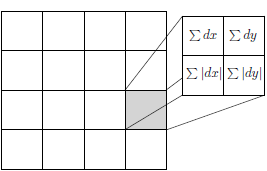 ∑ dx ∑ dy
∑ |dx| ∑ |dy|